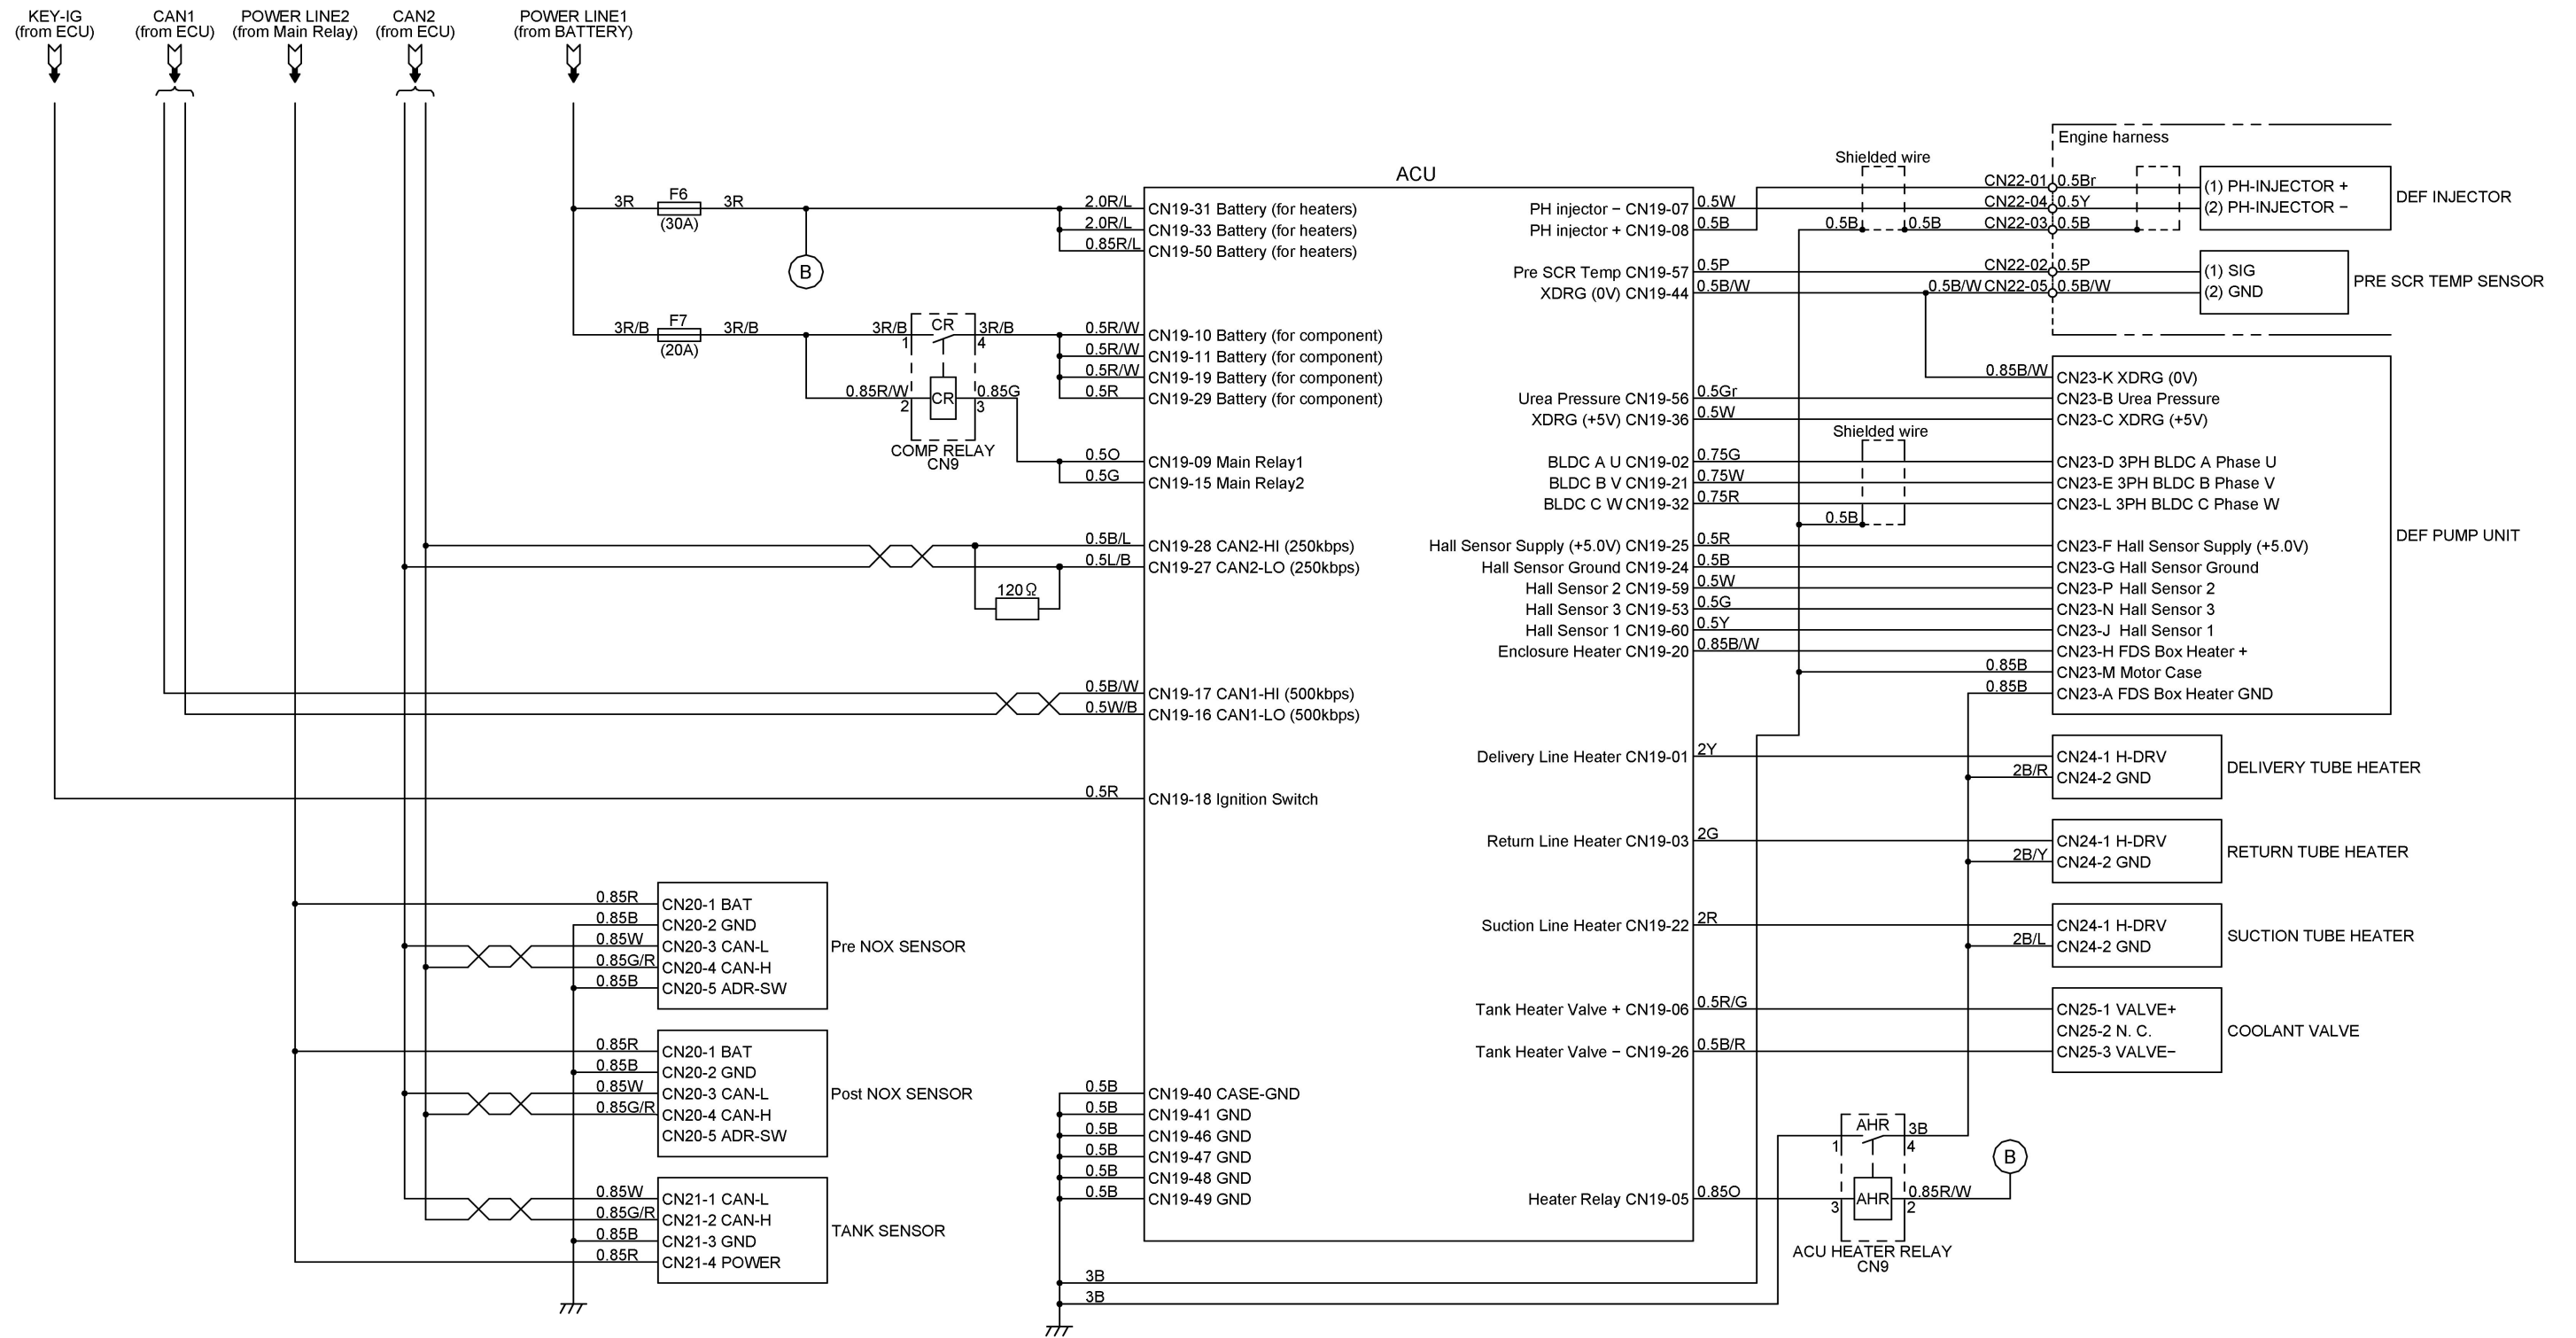 KEY-IG
(from ECU)
CAN1
(from ECU)
POWER LINE2
(from Main Relay)
CAN2
(from ECU)
POWER LINE1
(from BATTERY)
3R
F6
(30A)
3R
B
3R/B
F7
(20A)
3R/B
3R/B
CR
3R/B
1
4
0.85R/W
CR
0.85G
2
3
COMP RELAY
CN9
120Ω
ACU
2.0R/L CN19-31 Battery (for heaters)
2.0R/L CN19-33 Battery (for heaters)
0.85R/L CN19-50 Battery (for heaters)
0.5R/W CN19-10 Battery (for component)
0.5R/W CN19-11 Battery (for component)
0.5R/W CN19-19 Battery (for component)
0.5R CN19-29 Battery (for component)
0.5O CN19-09 Main Relay1
0.5G CN19-15 Main Relay2
0.5B/L CN19-28 CAN2-HI (250kbps)
0.5L/B CN19-27 CAN2-LO (250kbps)
0.5B/W CN19-17 CAN1-HI (500kbps)
0.5W/B CN19-16 CAN1-LO (500kbps)
0.5R CN19-18 Ignition Switch
0.5B CN19-40 CASE-GND
0.5B CN19-41 GND
0.5B CN19-46 GND
0.5B CN19-47 GND
0.5B CN19-48 GND
0.5B CN19-49 GND
3B
3B
0.85R CN20-1 BAT
0.85B CN20-2 GND
0.85W CN20-3 CAN-L
0.85G/R CN20-4 CAN-H
0.85B CN20-5 ADR-SW
Pre NOX SENSOR
0.85R CN20-1 BAT
0.85B CN20-2 GND
0.85W CN20-3 CAN-L
0.85G/R CN20-4 CAN-H
CN20-5 ADR-SW
Post NOX SENSOR
0.85W CN21-1 CAN-L
0.85G/R CN21-2 CAN-H
0.85B CN21-3 GND
0.85R CN21-4 POWER
TANK SENSOR
PH injector − CN19-07 0.5W
PH injector + CN19-08 0.5B
Pre SCR Temp CN19-57 0.5P
XDRG (0V) CN19-44 0.5B/W
Urea Pressure CN19-56 0.5Gr
XDRG (+5V) CN19-36 0.5W
BLDC A U CN19-02 0.75G
BLDC B V CN19-21 0.75W
BLDC C W CN19-32 0.75R
Hall Sensor Supply (+5.0V) CN19-25 0.5R
Hall Sensor Ground CN19-24 0.5B
Hall Sensor 2 CN19-59 0.5W
Hall Sensor 3 CN19-53 0.5G
Hall Sensor 1 CN19-60 0.5Y
Enclosure Heater CN19-20 0.85B/W
Delivery Line Heater CN19-01 2Y
Return Line Heater CN19-03 2G
Suction Line Heater CN19-22 2R
Tank Heater Valve + CN19-06 0.5R/G
Tank Heater Valve − CN19-26 0.5B/R
Heater Relay CN19-05 0.85O
Shielded wire
0.5B
0.5B
Shielded wire
0.5B
Engine harness
CN22-01 0.5Br
CN22-04 0.5Y
CN22-03 0.5B
CN22-02 0.5P
0.5B/W CN22-05 0.5B/W
(1) PH-INJECTOR +
(2) PH-INJECTOR −
DEF INJECTOR
(1) SIG
(2) GND
PRE SCR TEMP SENSOR
0.85B/W CN23-K XDRG (0V)
CN23-B Urea Pressure
CN23-C XDRG (+5V)
CN23-D 3PH BLDC A Phase U
CN23-E 3PH BLDC B Phase V
CN23-L 3PH BLDC C Phase W
CN23-F Hall Sensor Supply (+5.0V)
CN23-G Hall Sensor Ground
CN23-P Hall Sensor 2
CN23-N Hall Sensor 3
CN23-J Hall Sensor 1
CN23-H FDS Box Heater +
0.85B CN23-M Motor Case
0.85B CN23-A FDS Box Heater GND
DEF PUMP UNIT
CN24-1 H-DRV
2B/R CN24-2 GND
DELIVERY TUBE HEATER
CN24-1 H-DRV
2B/Y CN24-2 GND
RETURN TUBE HEATER
CN24-1 H-DRV
2B/L CN24-2 GND
SUCTION TUBE HEATER
CN25-1 VALVE+
CN25-2 N. C.
CN25-3 VALVE−
COOLANT VALVE
AHR
3B
1
4
B
AHR
0.85R/W
3
2
ACU HEATER RELAY
CN9